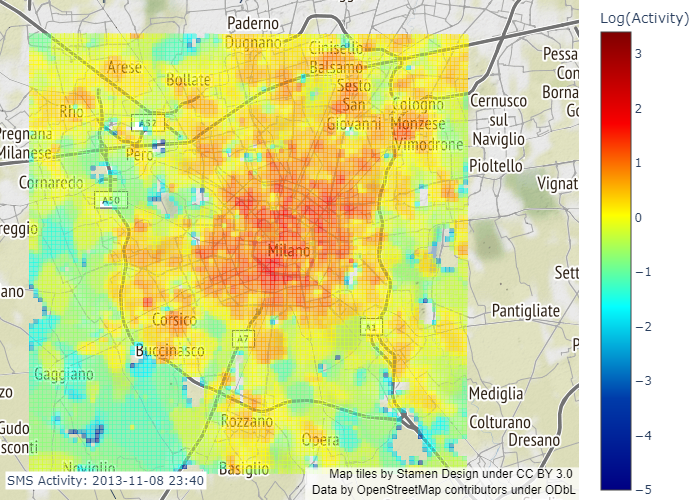 Log(Activity)
3
2
1
0
−1
−2
−3
−4
−5
Paderno
Dugnano
Cinisello
Balsamo
Arese
Bollate
Sesto
San
Giovanni
Rho
Cologno
Monzese
Vimodrone
Cernusco
sul
Naviglio
Pessa
Con
Borna
Go
A52
Pregnana
Milanese
Pero
Pioltello
Cornaredo
Vignat
A50
reggio
Milano
Sett
ano
Pantigliate
Corsico
A1
A7
Buccinasco
P
Gaggiano
zo
Mediglia
Rozzano
Colturano
Gudo
sconti
Opera
Dresano
Noviglio
Basiglio
SMS Activity: 2013-11-08 23:40
Map tiles by Stamen Design under CC BY 3.0
Data by OpenStreetMap contributors under ODbL